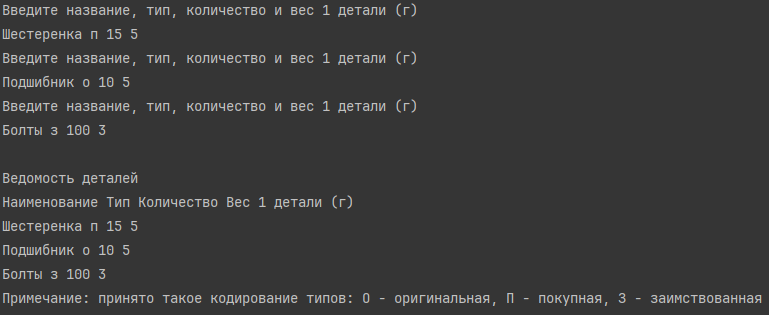 Введите название, тип, количество и вес 1 детали (г)
Шестеренка п 15 5
Введите название, тип, количество и вес 1 детали (г)
Подшибник о 10 5
Введите название, тип, количество и вес 1 детали (г)
Болты з 100 3
Ведомость деталей
Наименование Тип Количество Вес 1 детали (г)
Шестеренка п 15 5
Подшибник о 10 5
Болты з 100 3
Примечание: принято такое кодирование типов: О - оригинальная, П - покупная, З - заимствованная